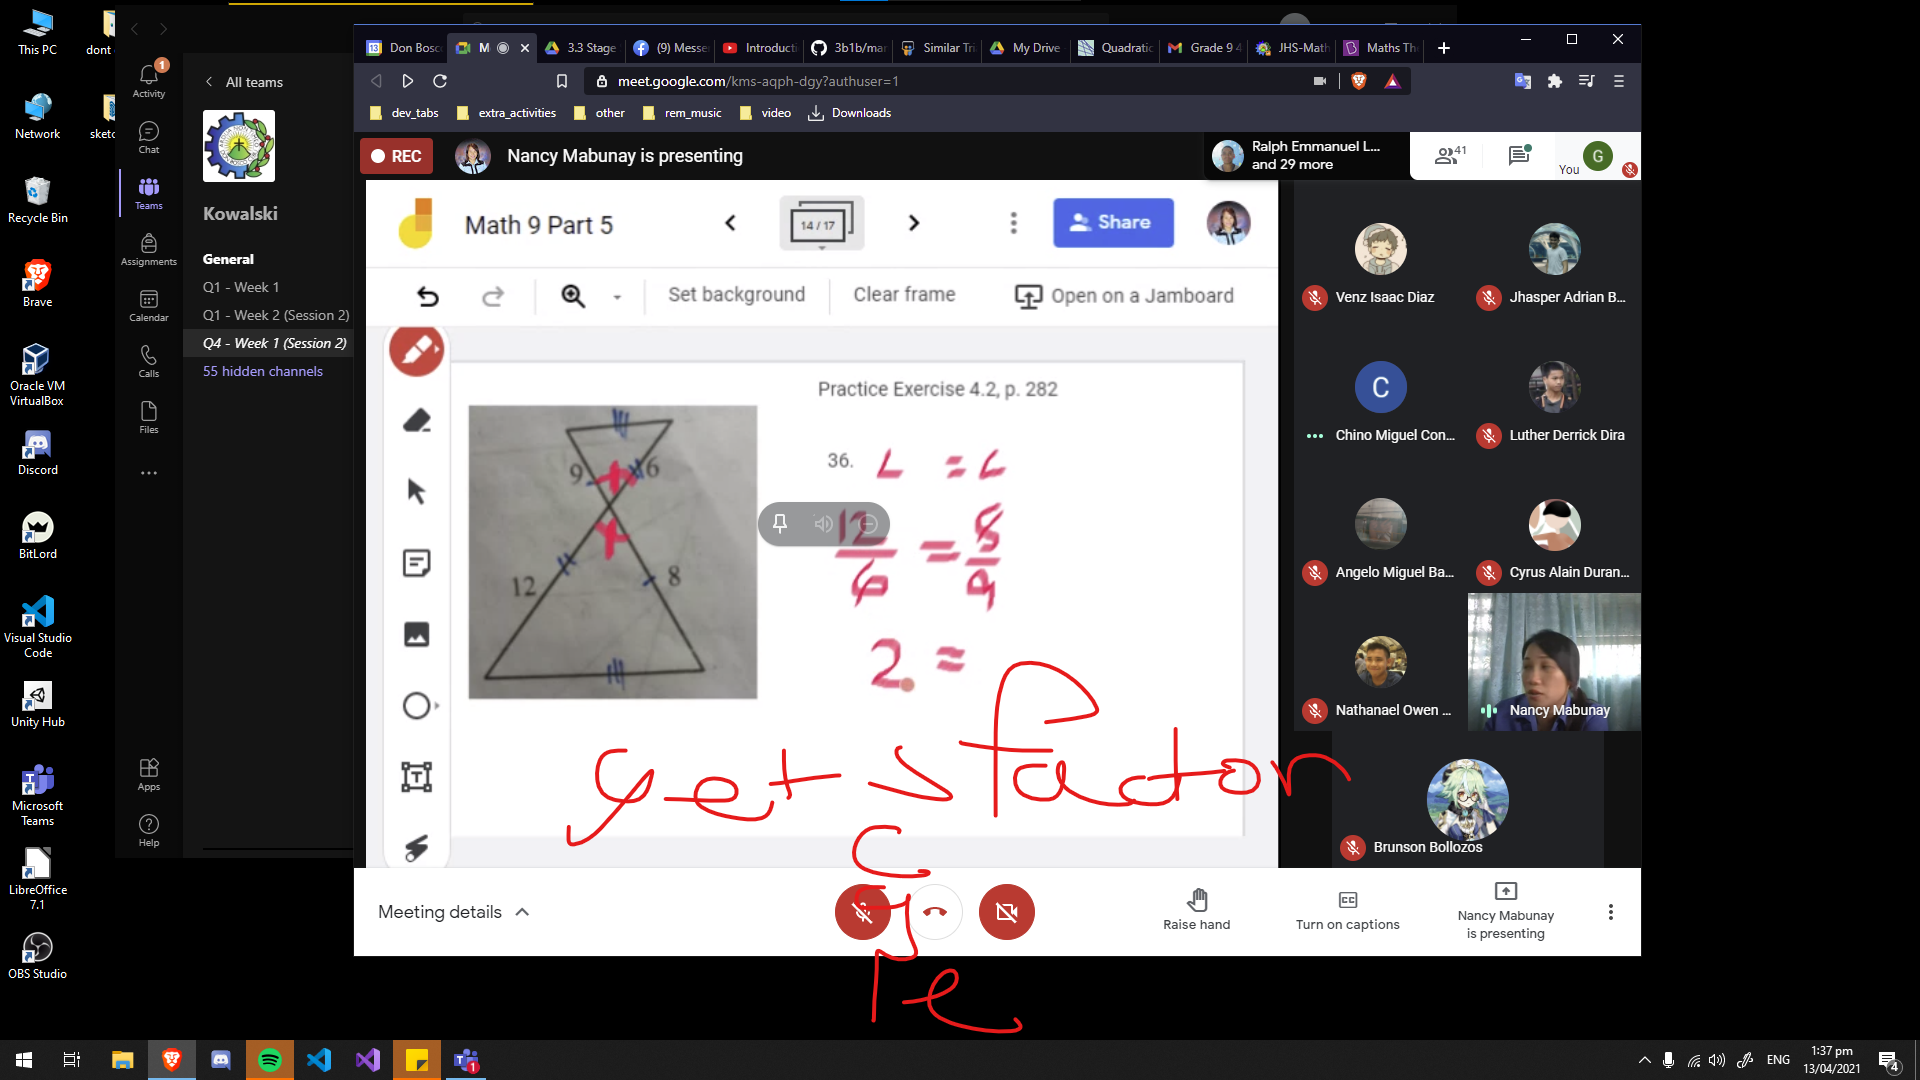 This PC
dont
Network
sketc
Recycle Bin
Brave
Oracle VM
VirtualBox
Discord
BitLord
Visual Studio
Code
Unity Hub
Microsoft
Teams
LibreOffice
7.1
OBS Studio
1
Activity
Chat
Teams
Assignments
Calendar
Calls
Files
Apps
Help
All teams
Kowalski
General
Q1 - Week 1
Q1 - Week 2 (Session 2)
Q4 - Week 1 (Session 2)
55 hidden channels
13 Don Bosc
M
3.3 Stage
(9) Messe
Introducti
3b1b/mar
Similar Tri
My Drive
Quadratic
Grade 9 4
JHS-Math
Maths Th
meet.google.com/kms-aqph-dgy?authuser=1
dev_tabs
extra_activities
other
rem_music
video
Downloads
REC
Nancy Mabunay is presenting
Ralph Emmanuel L...
and 29 more
41
You
G
Math 9 Part 5
14 / 17
Share
Set background
Clear frame
Open on a Jamboard
Practice Exercise 4.2, p. 282
9
6
12
8
36. L = L
12/6 = 8/9
2 =
get factor
Venz Isaac Diaz
Jhasper Adrian B...
C
Chino Miguel Con...
Luther Derrick Dira
Angelo Miguel Ba...
Cyrus Alain Duran...
Nathanael Owen ...
Nancy Mabunay
Brunson Bollozos
Meeting details
Raise hand
Turn on captions
Nancy Mabunay
is presenting
1
ENG
1:37 pm
13/04/2021
4